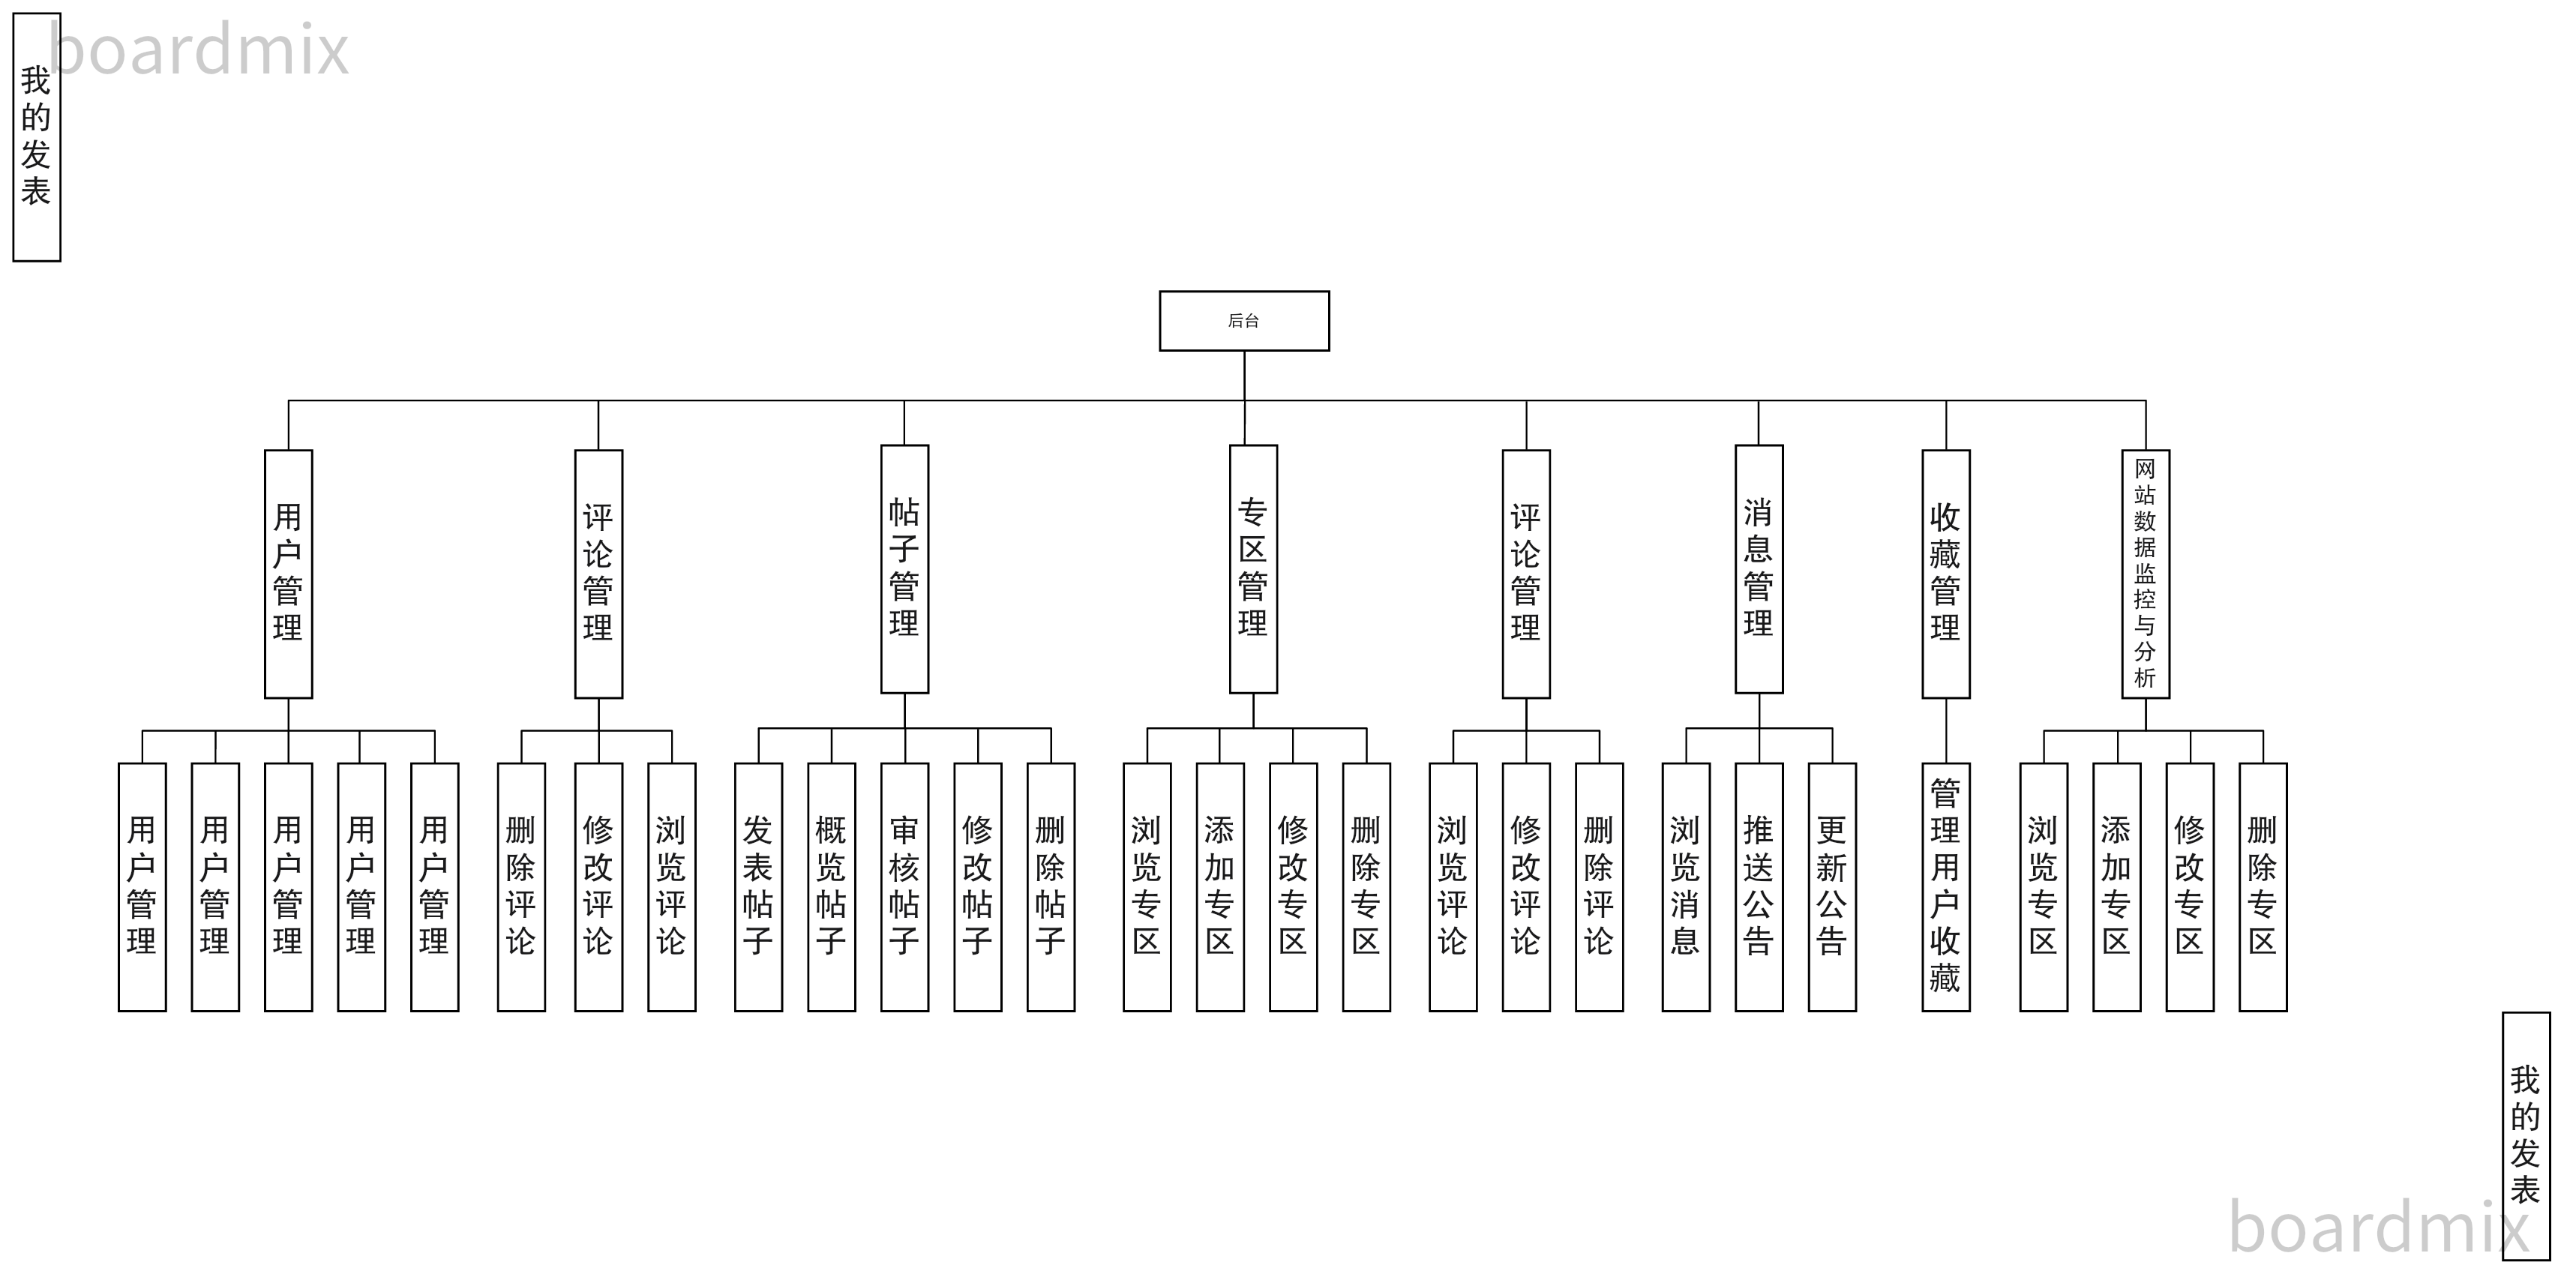 boardmix
我的发表
后台
用户管理
评论管理
帖子管理
专区管理
评论管理
消息管理
收藏管理
网站数据监控与分析
用户管理
用户管理
用户管理
用户管理
用户管理
删除评论
修改评论
浏览评论
发表帖子
概览帖子
审核帖子
修改帖子
删除帖子
浏览专区
添加专区
修改专区
删除专区
浏览评论
修改评论
删除评论
浏览消息
推送公告
更新公告
管理用户收藏
浏览专区
添加专区
修改专区
删除专区
我的发表
boardmix